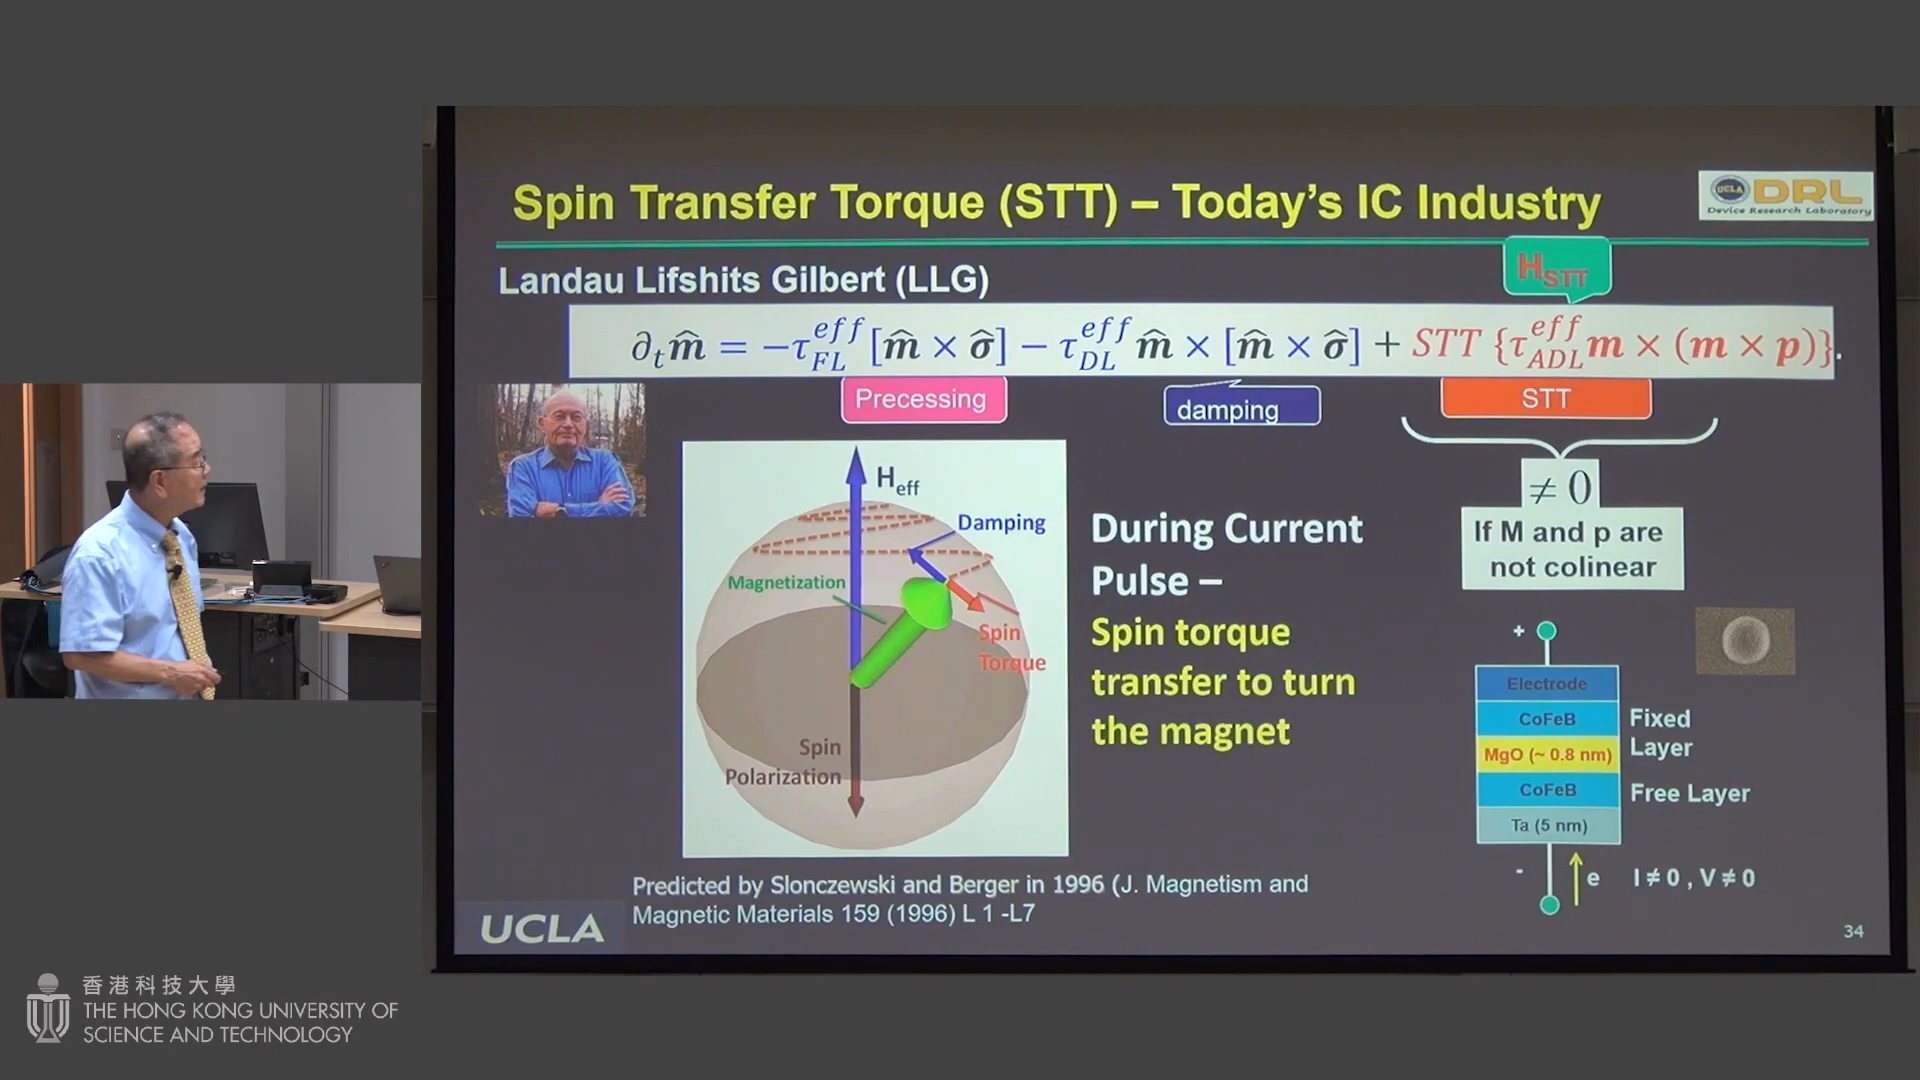 Spin Transfer Torque (STT) – Today's IC Industry
UCLA DRL
Device Research Laboratory
H_STT
Landau Lifshits Gilbert (LLG)
∂_t m̂ = −τ_FL^eff [m̂ × σ̂] − τ_DL^eff m̂ × [m̂ × σ̂] + STT {τ_ADL^eff m × (m × p)}.
Precessing
damping
STT
≠ 0
If M and p are
not colinear
H_eff
Damping
Magnetization
Spin
Torque
Spin
Polarization
During Current
Pulse –
Spin torque
transfer to turn
the magnet
+
Electrode
CoFeB
MgO (~ 0.8 nm)
CoFeB
Ta (5 nm)
Fixed
Layer
Free Layer
-
e
I ≠ 0 , V ≠ 0
Predicted by Slonczewski and Berger in 1996 (J. Magnetism and
Magnetic Materials 159 (1996) L 1 -L7
UCLA
34
香港科技大學
THE HONG KONG UNIVERSITY OF
SCIENCE AND TECHNOLOGY